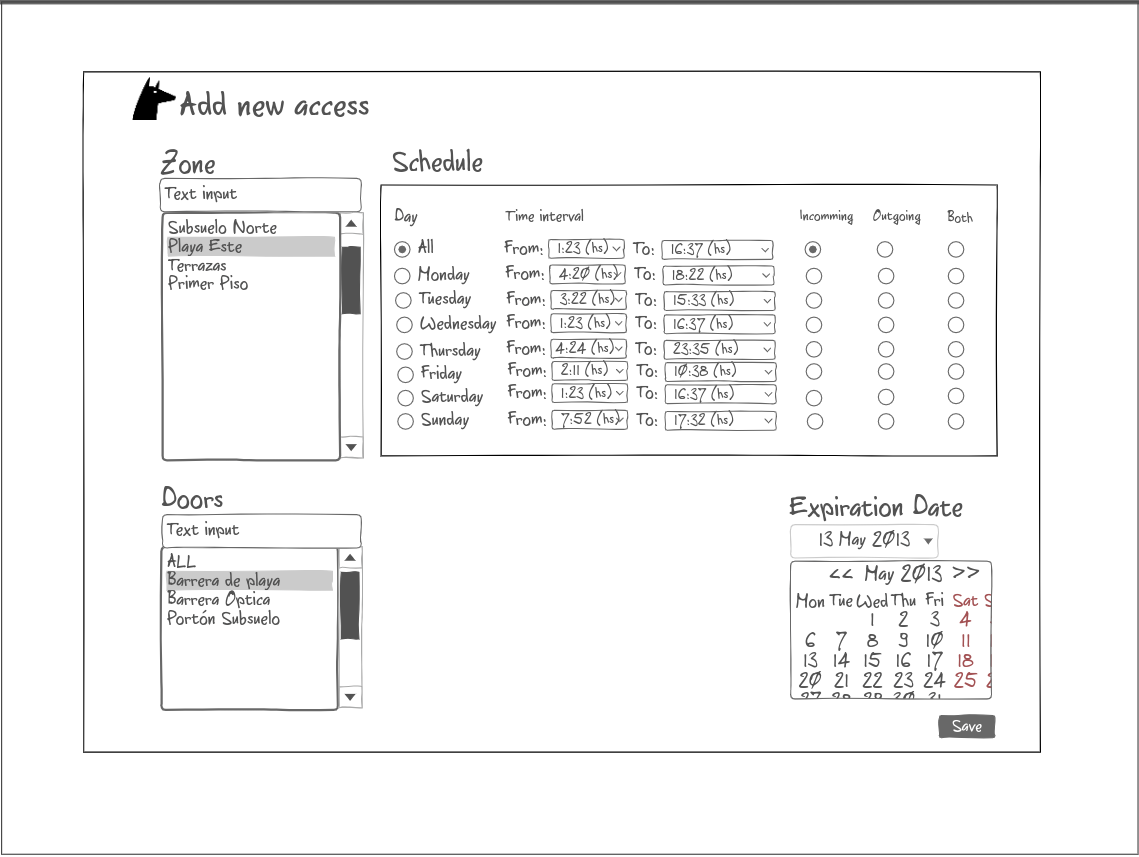 Add new access
Zone
Text input
Subsuelo Norte
Playa Este
Terrazas
Primer Piso
Schedule
Day Time interval Incomming Outgoing Both
All From: 1:23 (hs) To: 16:37 (hs)
Monday From: 4:20 (hs) To: 18:22 (hs)
Tuesday From: 3:22 (hs) To: 15:33 (hs)
Wednesday From: 1:23 (hs) To: 16:37 (hs)
Thursday From: 4:24 (hs) To: 23:35 (hs)
Friday From: 2:11 (hs) To: 10:38 (hs)
Saturday From: 1:23 (hs) To: 16:37 (hs)
Sunday From: 7:52 (hs) To: 17:32 (hs)
Doors
Text input
ALL
Barrera de playa
Barrera Óptica
Portón Subsuelo
Expiration Date
13 May 2013
<< May 2013 >>
Mon Tue Wed Thu Fri Sat S
1 2 3 4
6 7 8 9 10 11
13 14 15 16 17 18
20 21 22 23 24 25 2
27 28 29 30 31
Save